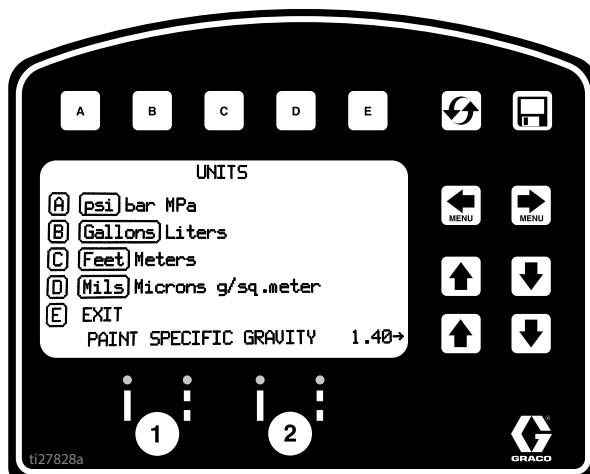 A B C D E
UNITS
A psi bar MPa
B Gallons Liters
C Feet Meters
D Mils Microns g/sq.meter
E EXIT
PAINT SPECIFIC GRAVITY 1.40→
MENU MENU
1 2
ti27828a
G
GRACO®